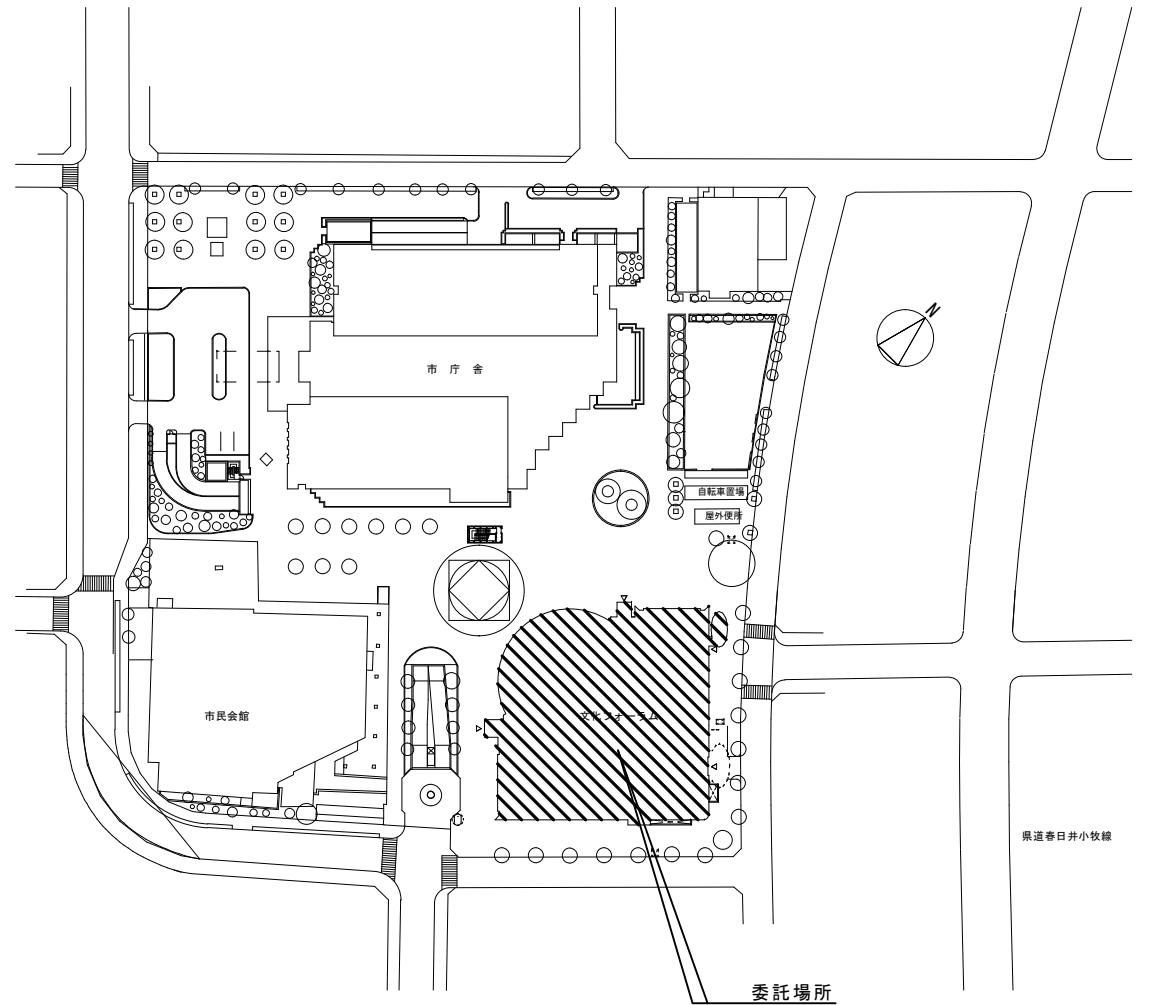 N
市庁舎
自転車置場
屋外便所
市民会館
文化フォーラム
県道春日井小牧線
委託場所